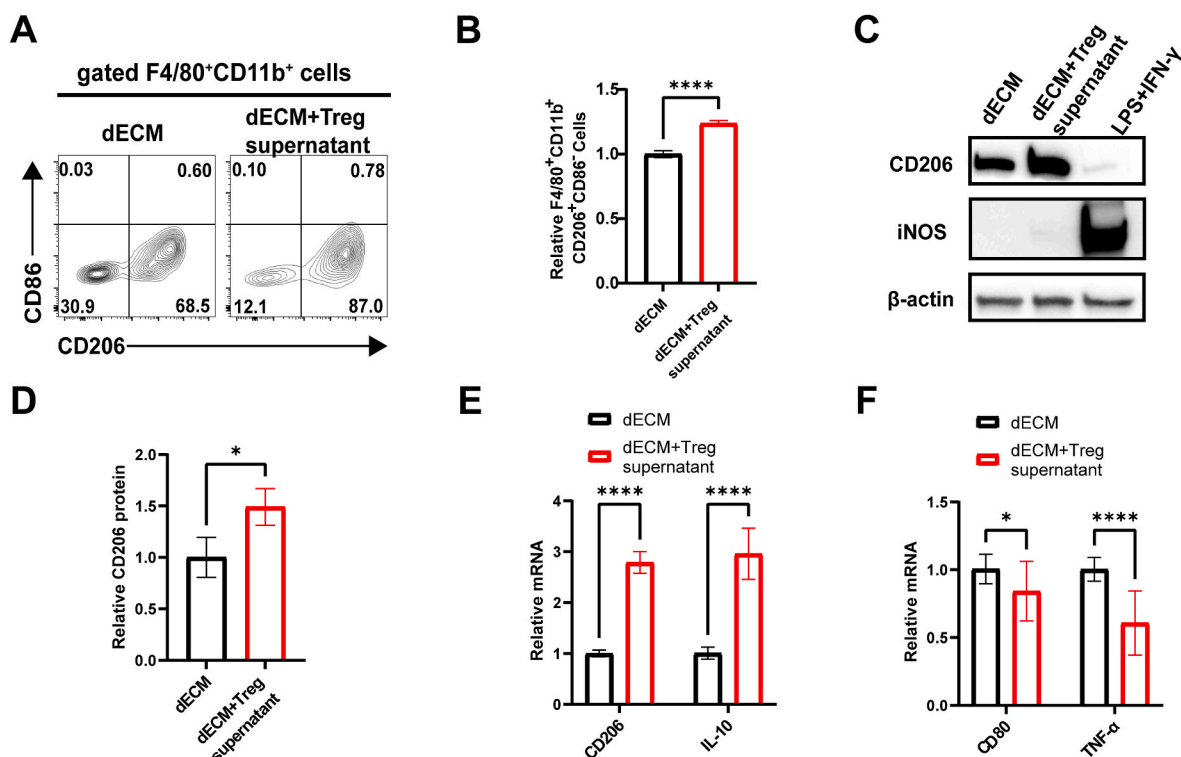 A
gated F4/80⁺CD11b⁺ cells
dECM
dECM+Treg
supernatant
0.03
0.60
30.9
68.5
0.10
0.78
12.1
87.0
CD86
CD206
B
Relative F4/80⁺CD11b⁺
CD206⁺CD86⁻ Cells
1.5
1.0
0.5
0.0
****
dECM
dECM+Treg
supernatant
C
dECM
dECM+Treg
supernatant
LPS+IFN-γ
CD206
iNOS
β-actin
D
Relative CD206 protein
2.0
1.5
1.0
0.5
0.0
*
dECM
dECM+Treg
supernatant
E
dECM
dECM+Treg
supernatant
Relative mRNA
4
3
2
1
0
****
****
CD206
IL-10
F
dECM
dECM+Treg
supernatant
Relative mRNA
1.5
1.0
0.5
0.0
*
****
CD80
TNF-α